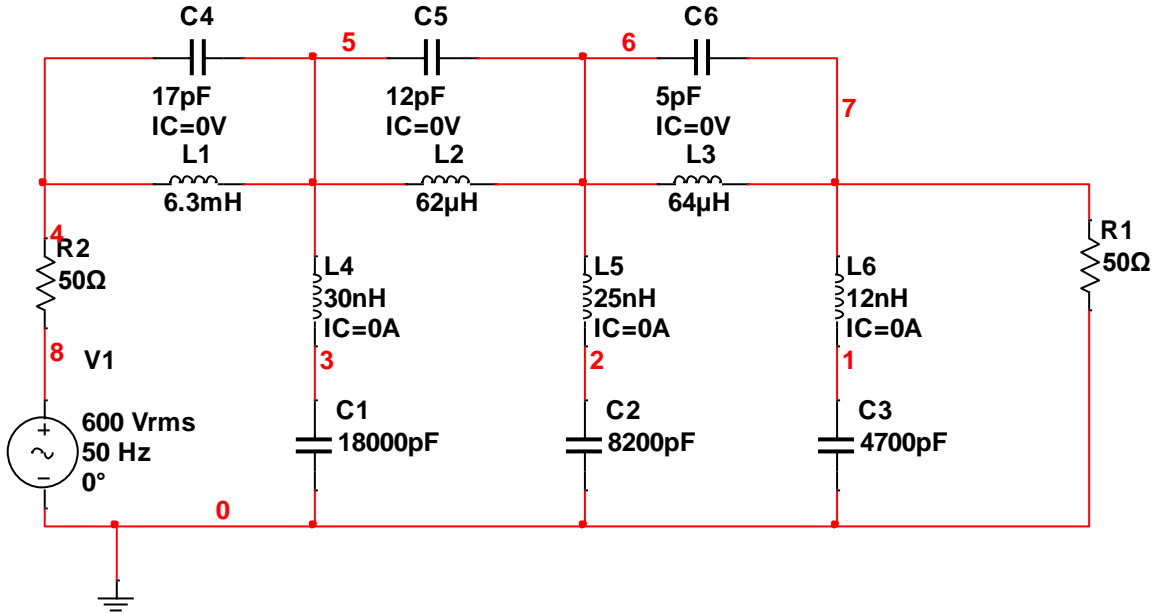 C4
C5
C6
5
6
17pF
IC=0V
12pF
IC=0V
5pF
IC=0V
7
L1
L2
L3
6.3mH
62µH
64µH
4
R2
50Ω
R1
50Ω
L4
30nH
IC=0A
L5
25nH
IC=0A
L6
12nH
IC=0A
8
V1
3
2
1
600 Vrms
50 Hz
0°
C1
18000pF
C2
8200pF
C3
4700pF
0